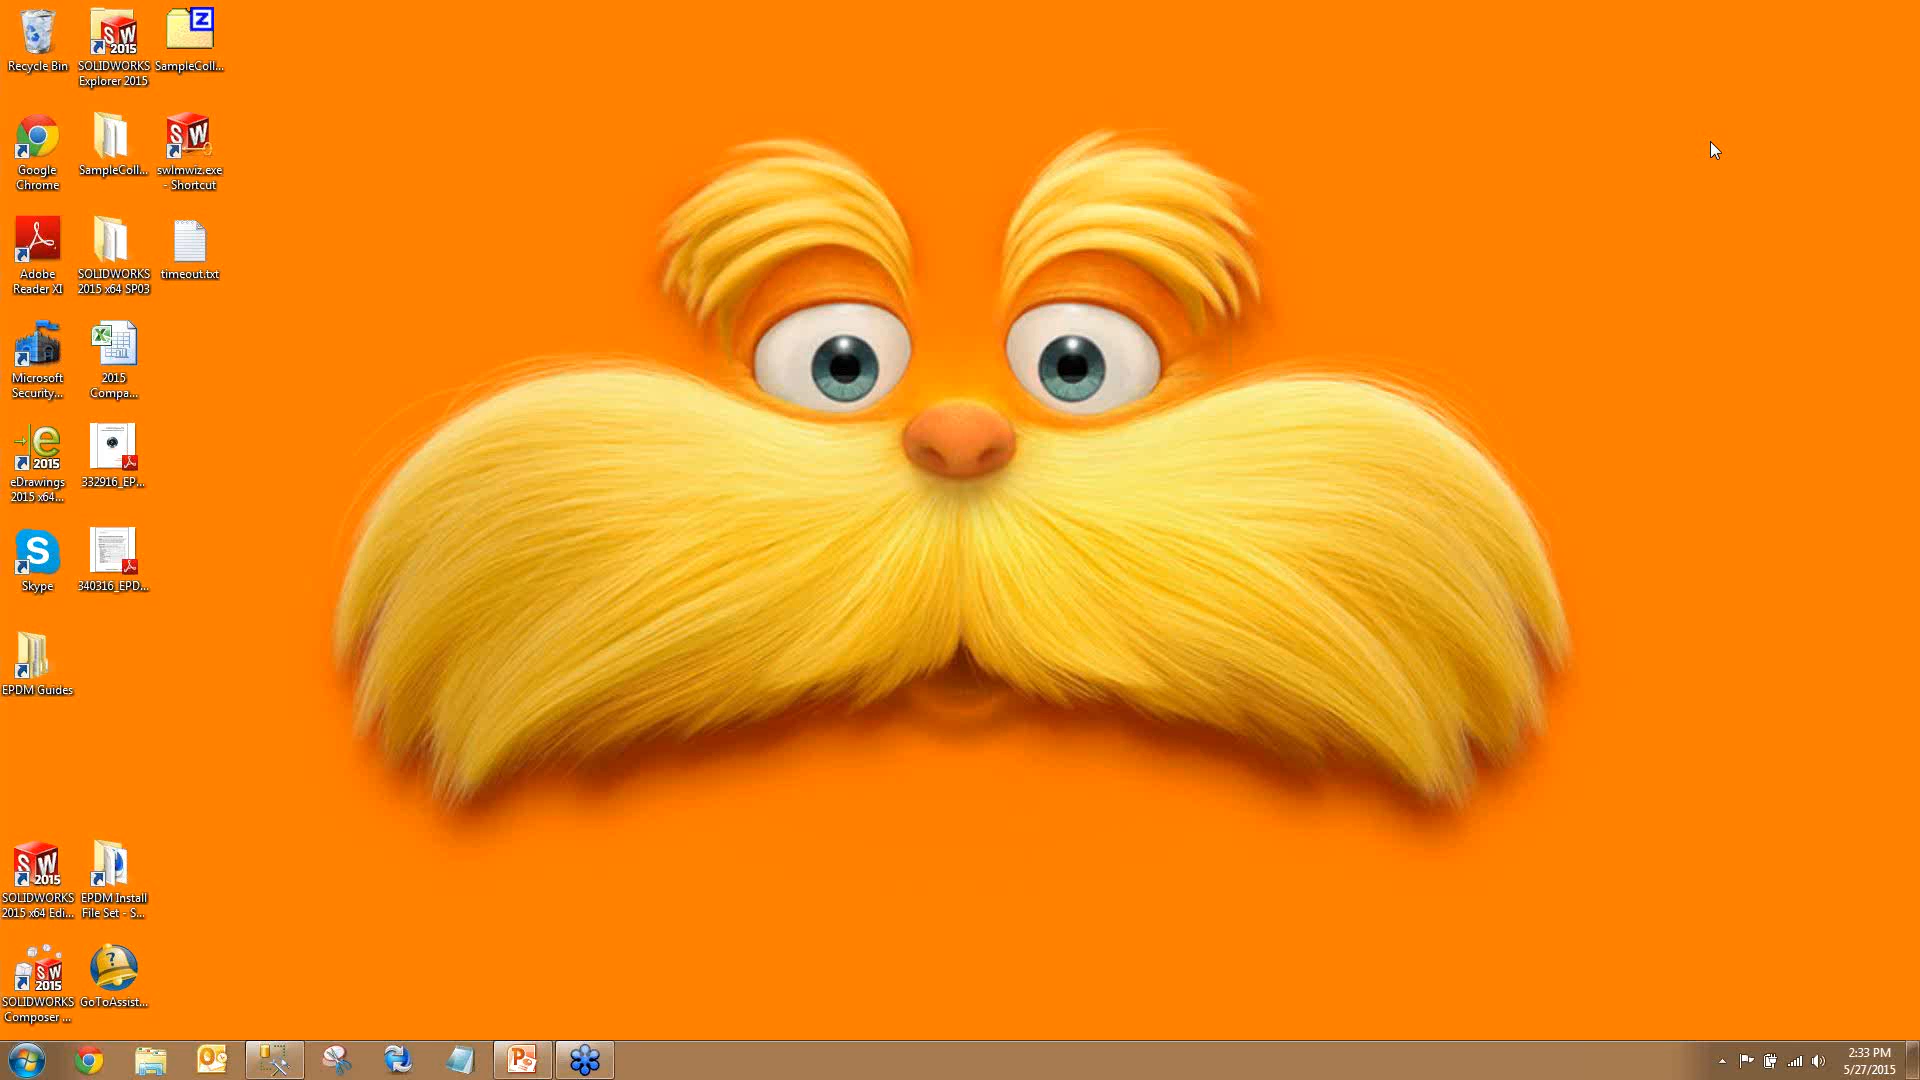 Recycle Bin
SOLIDWORKS
Explorer 2015
SampleColl...
Google
Chrome
SampleColl...
swlmwiz.exe
- Shortcut
Adobe
Reader XI
SOLIDWORKS
2015 x64 SP03
timeout.txt
Microsoft
Security...
2015
Compa...
eDrawings
2015 x64...
332916_EP...
Skype
340316_EPD...
EPDM Guides
SOLIDWORKS
2015 x64 Edi...
EPDM Install
File Set - S...
SOLIDWORKS
Composer ...
GoToAssist...
2:33 PM
5/27/2015